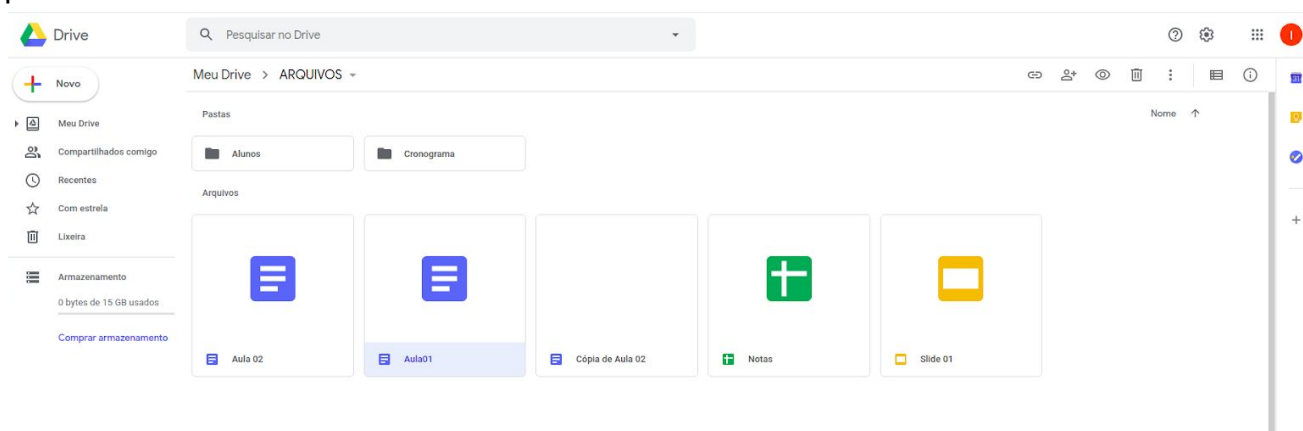 Drive
Pesquisar no Drive
Novo
Meu Drive > ARQUIVOS
Meu Drive
Compartilhados comigo
Recentes
Com estrela
Lixeira
Armazenamento
0 bytes de 15 GB usados
Comprar armazenamento
Pastas
Nome
Alunos
Cronograma
Arquivos
Aula 02
Aula01
Cópia de Aula 02
Notas
Slide 01
I
31